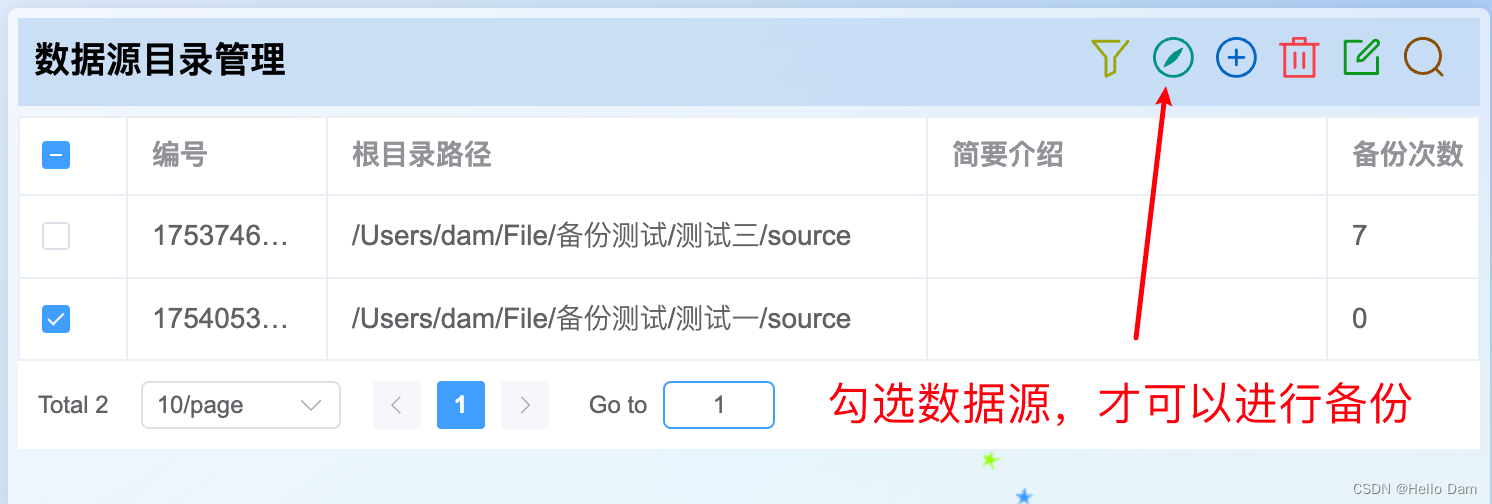 数据源目录管理
编号 根目录路径 简要介绍 备份次数
1753746... /Users/dam/File/备份测试/测试三/source 7
1754053... /Users/dam/File/备份测试/测试一/source 0
Total 2 10/page 1 Go to 1
勾选数据源，才可以进行备份
CSDN @Hello Dam